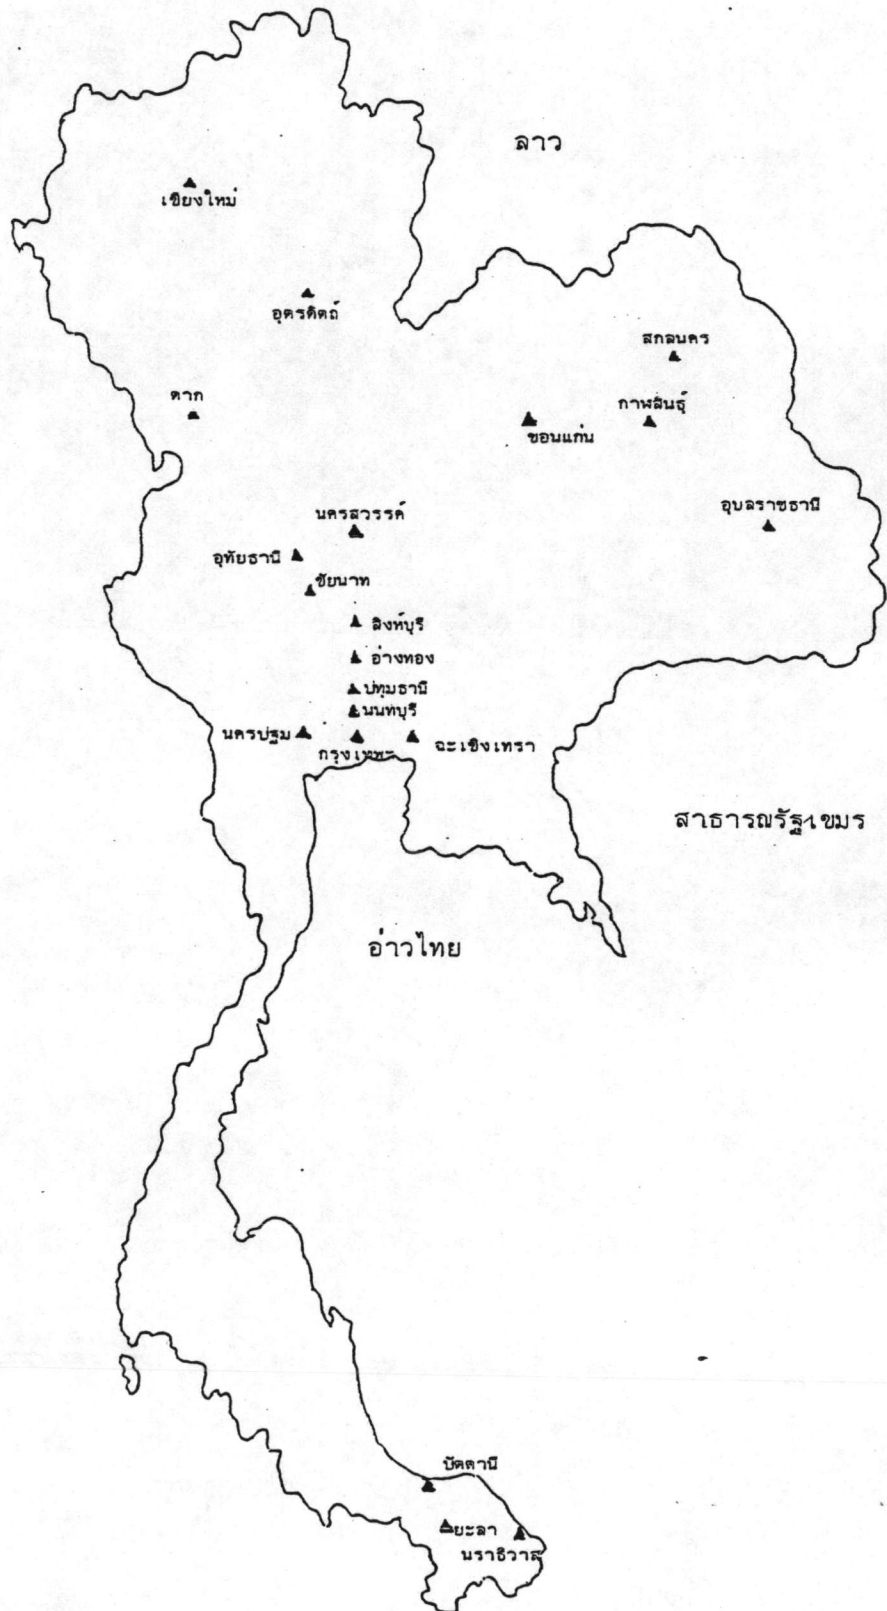 ลาว
เชียงใหม่
อุตรดิตถ์
สกลนคร
ตาก
กาฬสินธุ์
ขอนแก่น
อุบลราชธานี
นครสวรรค์
อุทัยธานี
ชัยนาท
สิงห์บุรี
อ่างทอง
ปทุมธานี
นนทบุรี
นครปฐม
กรุงเทพฯ
ฉะเชิงเทรา
สาธารณรัฐเขมร
อ่าวไทย
ปัตตานี
ยะลา
นราธิวาส